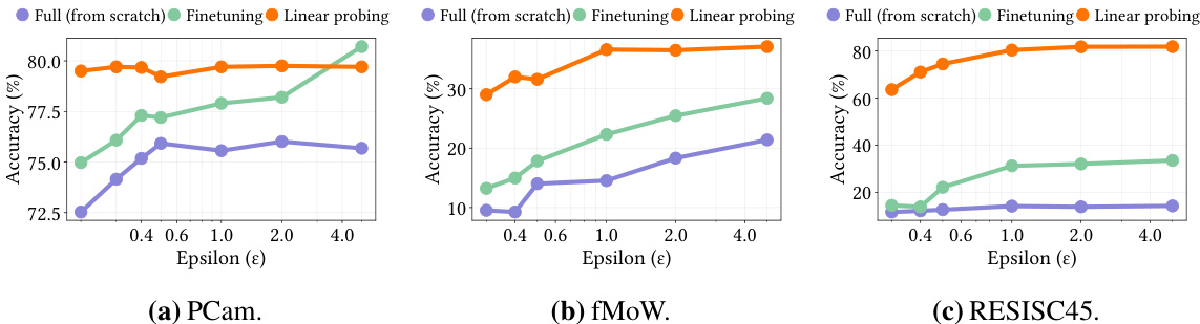 Full (from scratch) Finetuning Linear probing
80.0
77.5
75.0
72.5
Accuracy (%)
0.4 0.6 1.0 2.0 4.0
Epsilon (ε)
(a) PCam.
Full (from scratch) Finetuning Linear probing
30
20
10
Accuracy (%)
0.4 0.6 1.0 2.0 4.0
Epsilon (ε)
(b) fMoW.
Full (from scratch) Finetuning Linear probing
80
60
40
20
Accuracy (%)
0.4 0.6 1.0 2.0 4.0
Epsilon (ε)
(c) RESISC45.